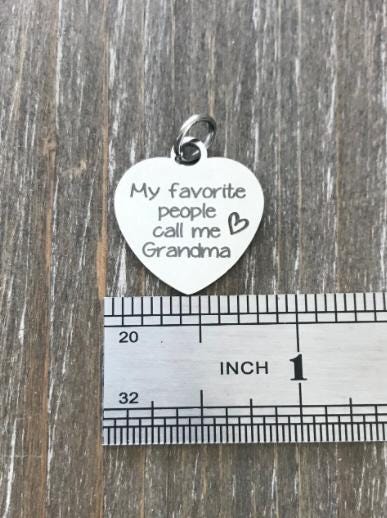 My favorite
people
call me
Grandma
20
INCH 1
32